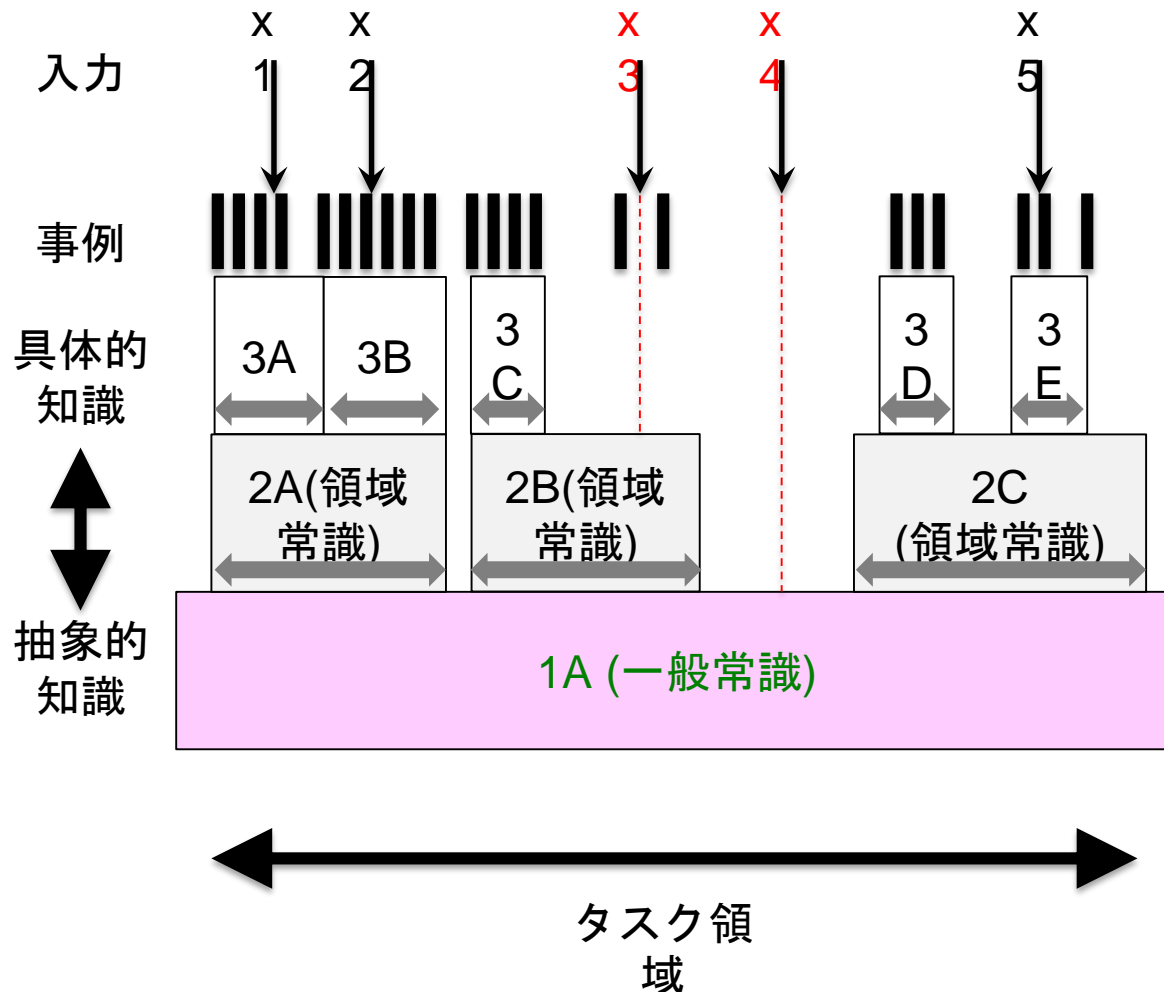 x
1
x
2
x
3
x
4
x
5
入力
事例
具体的
知識
3A
3B
3
C
3
D
3
E
2A(領域
常識)
2B(領域
常識)
2C
(領域常識)
抽象的
知識
1A (一般常識)
タスク領
域